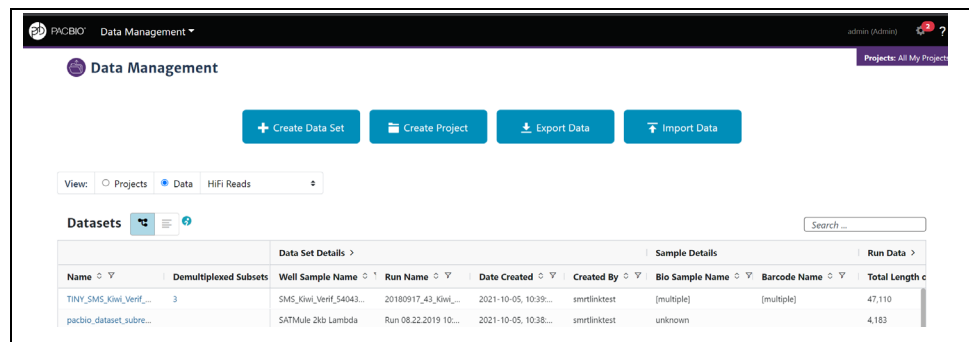 PACBIO Data Management admin (Admin) 2 ?
Projects: All My Projects
Data Management
Create Data Set Create Project Export Data Import Data
View: Projects Data HiFi Reads
Datasets Search ...
Data Set Details > Sample Details Run Data >
Name Demultiplexed Subsets Well Sample Name Run Name Date Created Created By Bio Sample Name Barcode Name Total Length
TINY_SMS_Kiwi_Verif_... 3 SMS_Kiwi_Verif_54043... 20180917_43_Kiwi_... 2021-10-05, 10:39:... smrtlinktest [multiple] [multiple] 47,110
pacbio_dataset_subre... SATMule 2kb Lambda Run 08.22.2019 10:... 2021-10-05, 10:38:... smrtlinktest unknown 4,183